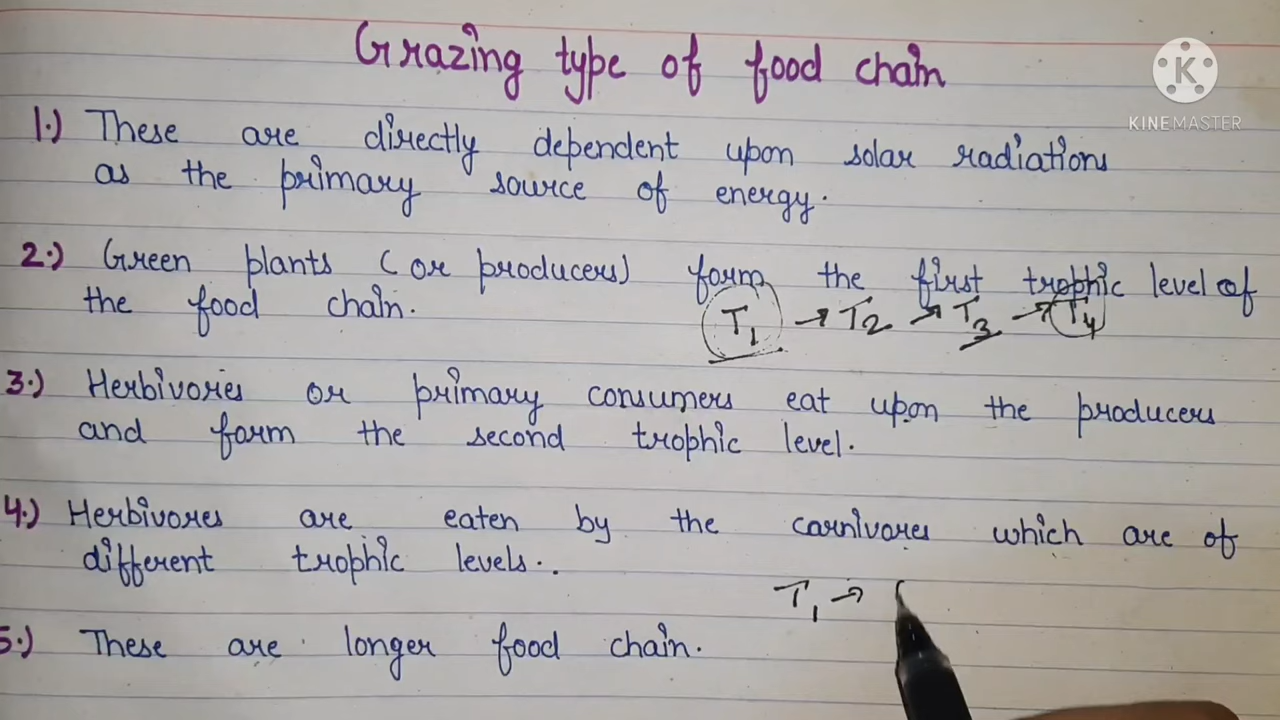 Grazing type of food chain
K
KINEMASTER
1.) These are directly dependent upon solar radiations
as the primary source of energy.
2.) Green plants (or producers) form the first trophic level of
the food chain.
T1 → T2 → T3 → T4
3.) Herbivories or primary consumers eat upon the producers
and form the second trophic level.
4.) Herbivores are eaten by the carnivores which are of
different trophic levels..
T1 →
5.) These are longer food chain.